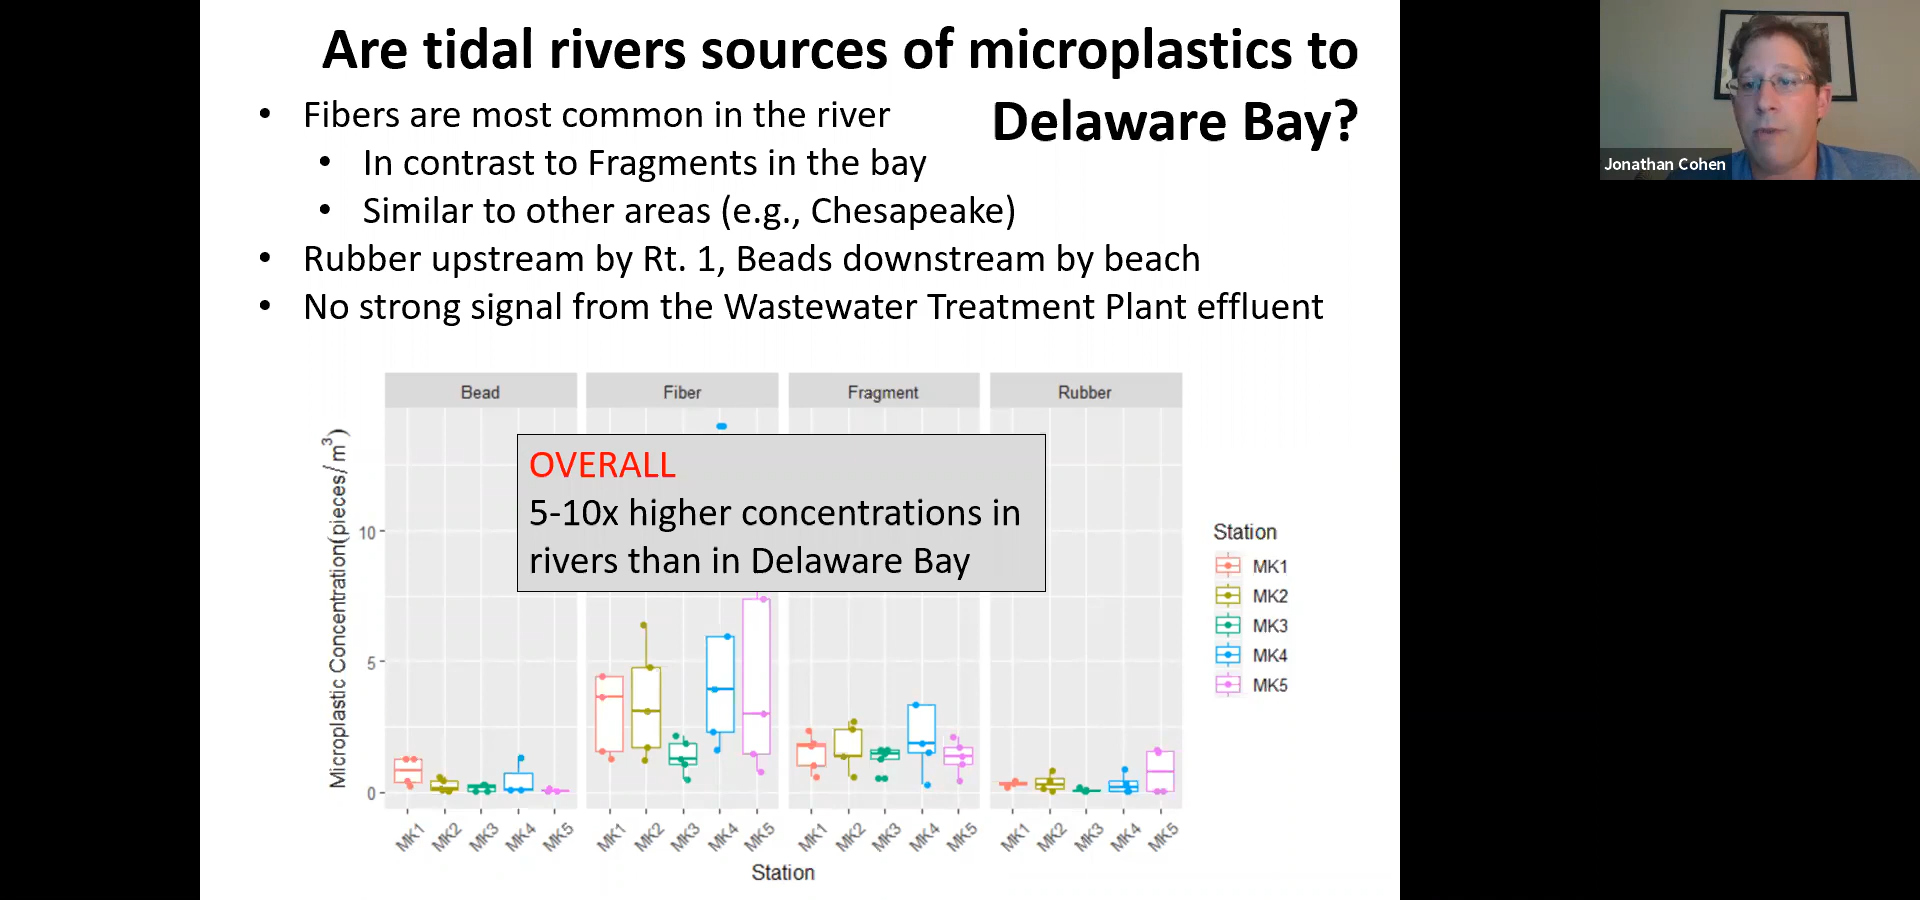 Are tidal rivers sources of microplastics to
Delaware Bay?
• Fibers are most common in the river
• In contrast to Fragments in the bay
• Similar to other areas (e.g., Chesapeake)
• Rubber upstream by Rt. 1, Beads downstream by beach
• No strong signal from the Wastewater Treatment Plant effluent
Jonathan Cohen
Bead Fiber Fragment Rubber
OVERALL
5-10x higher concentrations in
rivers than in Delaware Bay
Microplastic Concentration(pieces/m³)
10
5
0
MK1 MK2 MK3 MK4 MK5 MK1 MK2 MK3 MK4 MK5 MK1 MK2 MK3 MK4 MK5 MK1 MK2 MK3 MK4 MK5
Station
Station
MK1
MK2
MK3
MK4
MK5